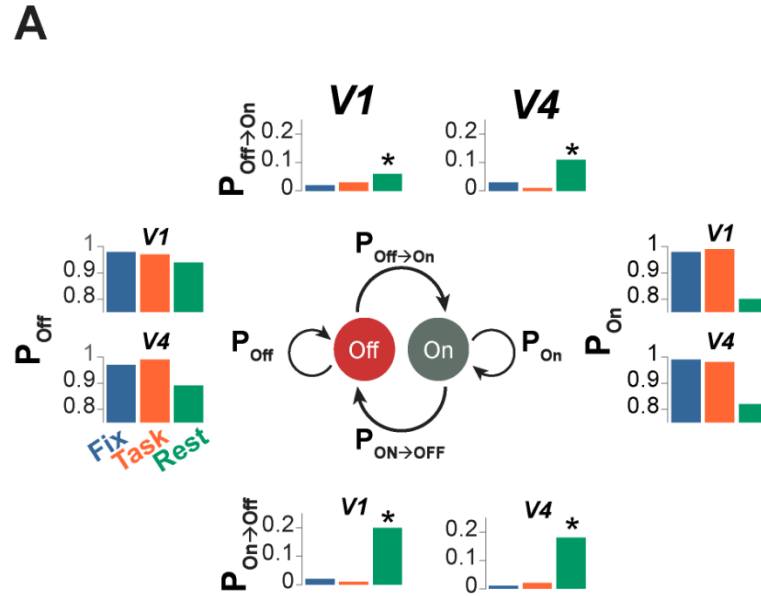 A
V1
V4
P Off→On
0.2
0.1
0
*
0.2
0.1
0
*
P Off
V1
1
0.9
0.8
V4
1
0.9
0.8
Fix Task Rest
P Off→On
P Off
Off
On
P On
P ON→OFF
P On
V1
1
0.9
0.8
V4
1
0.9
0.8
P On→Off
V1
0.2
0.1
0
*
V4
0.2
0.1
0
*